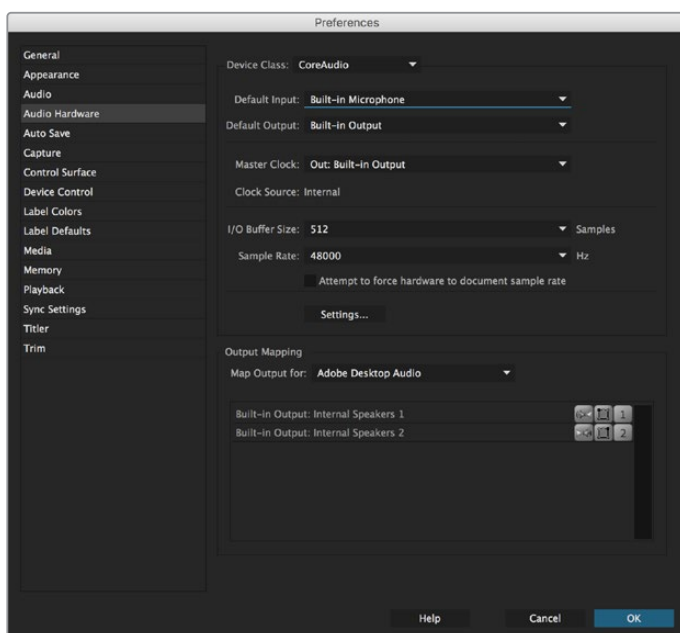 Preferences
General
Appearance
Audio
Audio Hardware
Auto Save
Capture
Control Surface
Device Control
Label Colors
Label Defaults
Media
Memory
Playback
Sync Settings
Titler
Trim
Device Class: CoreAudio
Default Input: Built-in Microphone
Default Output: Built-in Output
Master Clock: Out: Built-in Output
Clock Source: Internal
I/O Buffer Size: 512 Samples
Sample Rate: 48000 Hz
Attempt to force hardware to document sample rate
Settings...
Output Mapping
Map Output for: Adobe Desktop Audio
Built-in Output: Internal Speakers 1 1
Built-in Output: Internal Speakers 2 2
Help Cancel OK